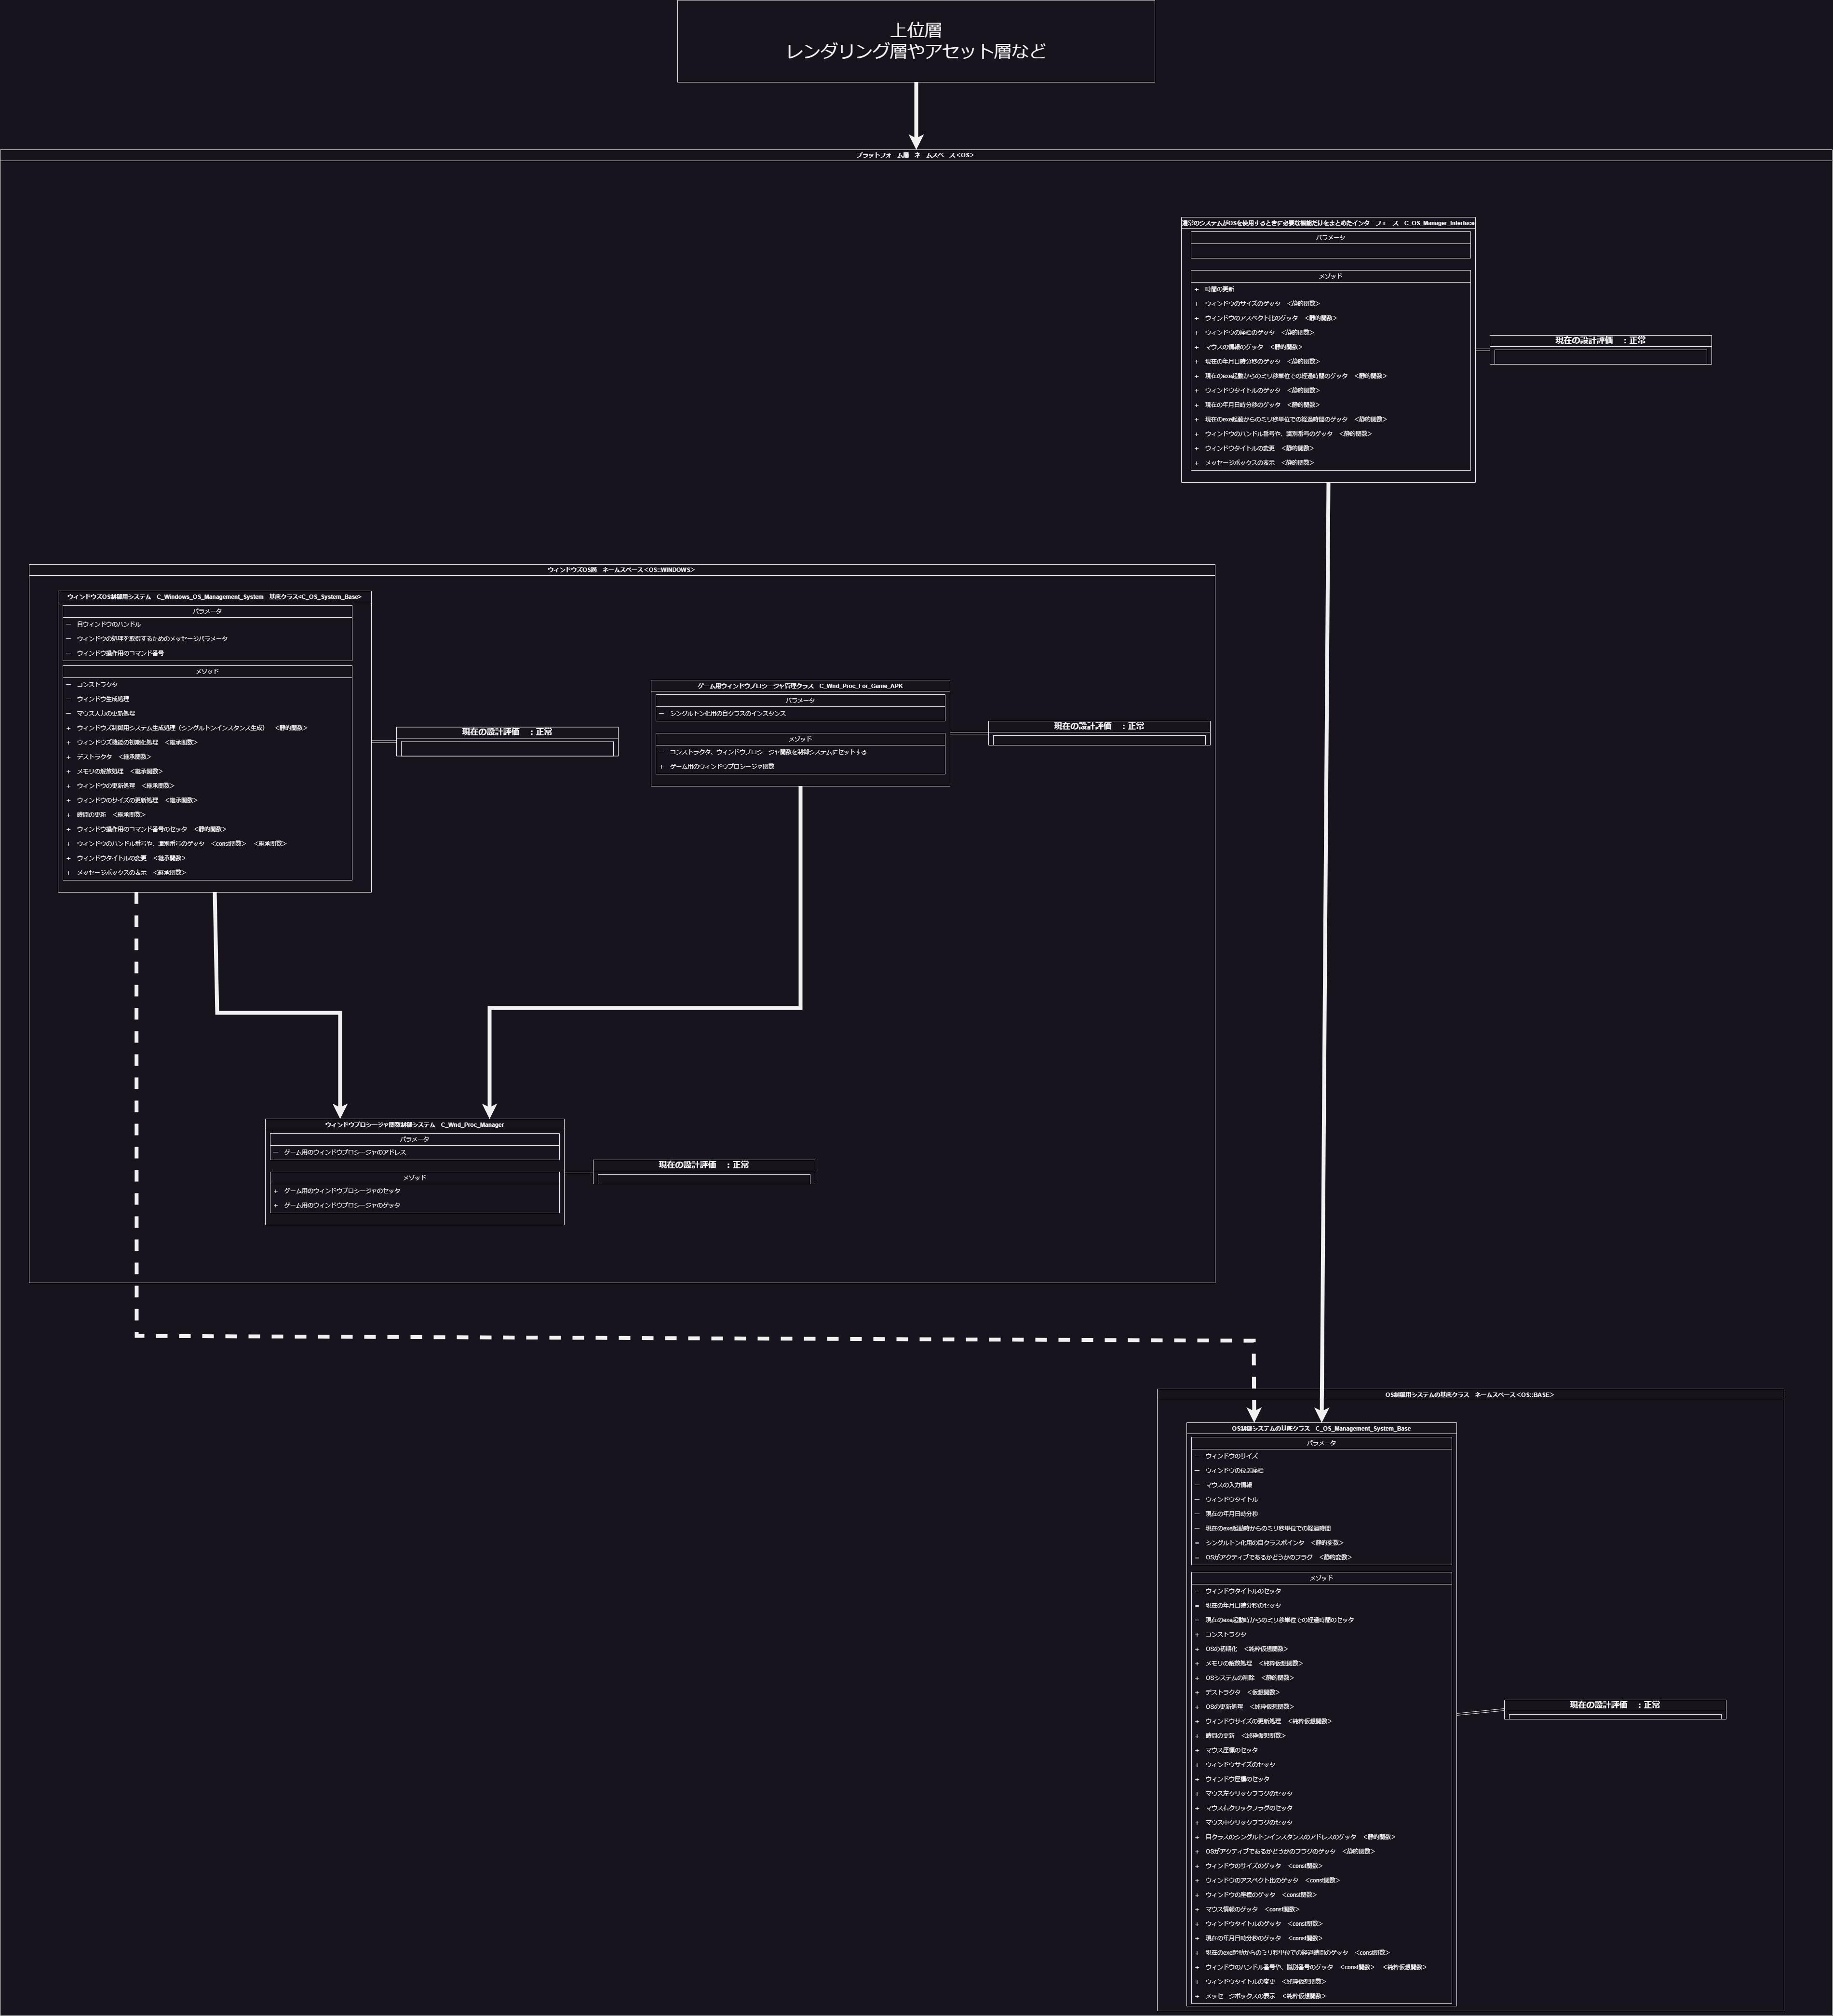 上位層
レンダリング層やアセット層など
プラットフォーム層　ネームスペース＜OS＞
通常のシステムがOSを使用するときに必要な機能だけをまとめたインターフェース　C_OS_Manager_Interface
パラメータ
メゾッド
+　時間の更新
+　ウィンドウのサイズのゲッタ　＜静的関数＞
+　ウィンドウのアスペクト比のゲッタ　＜静的関数＞
+　ウィンドウの座標のゲッタ　＜静的関数＞
+　マウスの情報のゲッタ　＜静的関数＞
+　現在の年月日時分秒のゲッタ　＜静的関数＞
+　現在のexe起動からのミリ秒単位での経過時間のゲッタ　＜静的関数＞
+　ウィンドウタイトルのゲッタ　＜静的関数＞
+　現在の年月日時分秒のゲッタ　＜静的関数＞
+　現在のexe起動からのミリ秒単位での経過時間のゲッタ　＜静的関数＞
+　ウィンドウのハンドル番号や、識別番号のゲッタ　＜静的関数＞
+　ウィンドウタイトルの変更　＜静的関数＞
+　メッセージボックスの表示　＜静的関数＞
現在の設計評価　：正常
ウィンドウズOS層　ネームスペース＜OS::WINDOWS＞
ウィンドウズOS制御用システム　C_Windows_OS_Management_System　基底クラス<C_OS_System_Base>
パラメータ
ー　自ウィンドウのハンドル
ー　ウィンドウの処理を取得するためのメッセージパラメータ
ー　ウィンドウ操作用のコマンド番号
メゾッド
ー　コンストラクタ
ー　ウィンドウ生成処理
ー　マウス入力の更新処理
+　ウィンドウズ制御用システム生成処理（シングルトンインスタンス生成）　＜静的関数＞
+　ウィンドウズ機能の初期化処理　＜継承関数＞
+　デストラクタ　＜継承関数＞
+　メモリの解放処理　＜継承関数＞
+　ウィンドウの更新処理　＜継承関数＞
+　ウィンドウのサイズの更新処理　＜継承関数＞
+　時間の更新　＜継承関数＞
+　ウィンドウ操作用のコマンド番号のセッタ　＜静的関数＞
+　ウィンドウのハンドル番号や、識別番号のゲッタ　＜const関数＞　＜継承関数＞
+　ウィンドウタイトルの変更　＜継承関数＞
+　メッセージボックスの表示　＜継承関数＞
現在の設計評価　：正常
ゲーム用ウィンドウプロシージャ管理クラス　C_Wnd_Proc_For_Game_APK
パラメータ
ー　シングルトン化用の自クラスのインスタンス
メゾッド
ー　コンストラクタ、ウィンドウプロシージャ関数を制御システムにセットする
+　ゲーム用のウィンドウプロシージャ関数
現在の設計評価　：正常
ウィンドウプロシージャ関数制御システム　C_Wnd_Proc_Manager
パラメータ
ー　ゲーム用のウィンドウプロシージャのアドレス
メゾッド
+　ゲーム用のウィンドウプロシージャのセッタ
+　ゲーム用のウィンドウプロシージャのゲッタ
現在の設計評価　：正常
OS制御用システムの基底クラス　ネームスペース＜OS::BASE＞
OS制御システムの基底クラス　C_OS_Management_System_Base
パラメータ
ー　ウィンドウのサイズ
ー　ウィンドウの位置座標
ー　マウスの入力情報
ー　ウィンドウタイトル
ー　現在の年月日時分秒
ー　現在のexe起動時からのミリ秒単位での経過時間
=　シングルトン化用の自クラスポインタ　＜静的変数＞
=　OSがアクティブであるかどうかのフラグ　＜静的変数＞
メゾッド
=　ウィンドウタイトルのセッタ
=　現在の年月日時分秒のセッタ
=　現在のexe起動時からのミリ秒単位での経過時間のセッタ
+　コンストラクタ
+　OSの初期化　＜純粋仮想関数＞
+　メモリの解放処理　＜純粋仮想関数＞
+　OSシステムの削除　＜静的関数＞
+　デストラクタ　＜仮想関数＞
+　OSの更新処理　＜純粋仮想関数＞
+　ウィンドウサイズの更新処理　＜純粋仮想関数＞
+　時間の更新　＜純粋仮想関数＞
+　マウス座標のセッタ
+　ウィンドウサイズのセッタ
+　ウィンドウ座標のセッタ
+　マウス左クリックフラグのセッタ
+　マウス右クリックフラグのセッタ
+　マウス中クリックフラグのセッタ
+　自クラスのシングルトンインスタンスのアドレスのゲッタ　＜静的関数＞
+　OSがアクティブであるかどうかのフラグのゲッタ　＜静的関数＞
+　ウィンドウのサイズのゲッタ　＜const関数＞
+　ウィンドウのアスペクト比のゲッタ　＜const関数＞
+　ウィンドウの座標のゲッタ　＜const関数＞
+　マウス情報のゲッタ　＜const関数＞
+　ウィンドウタイトルのゲッタ　＜const関数＞
+　現在の年月日時分秒のゲッタ　＜const関数＞
+　現在のexe起動からのミリ秒単位での経過時間のゲッタ　＜const関数＞
+　ウィンドウのハンドル番号や、識別番号のゲッタ　＜const関数＞　＜純粋仮想関数＞
+　ウィンドウタイトルの変更　＜純粋仮想関数＞
+　メッセージボックスの表示　＜純粋仮想関数＞
現在の設計評価　：正常